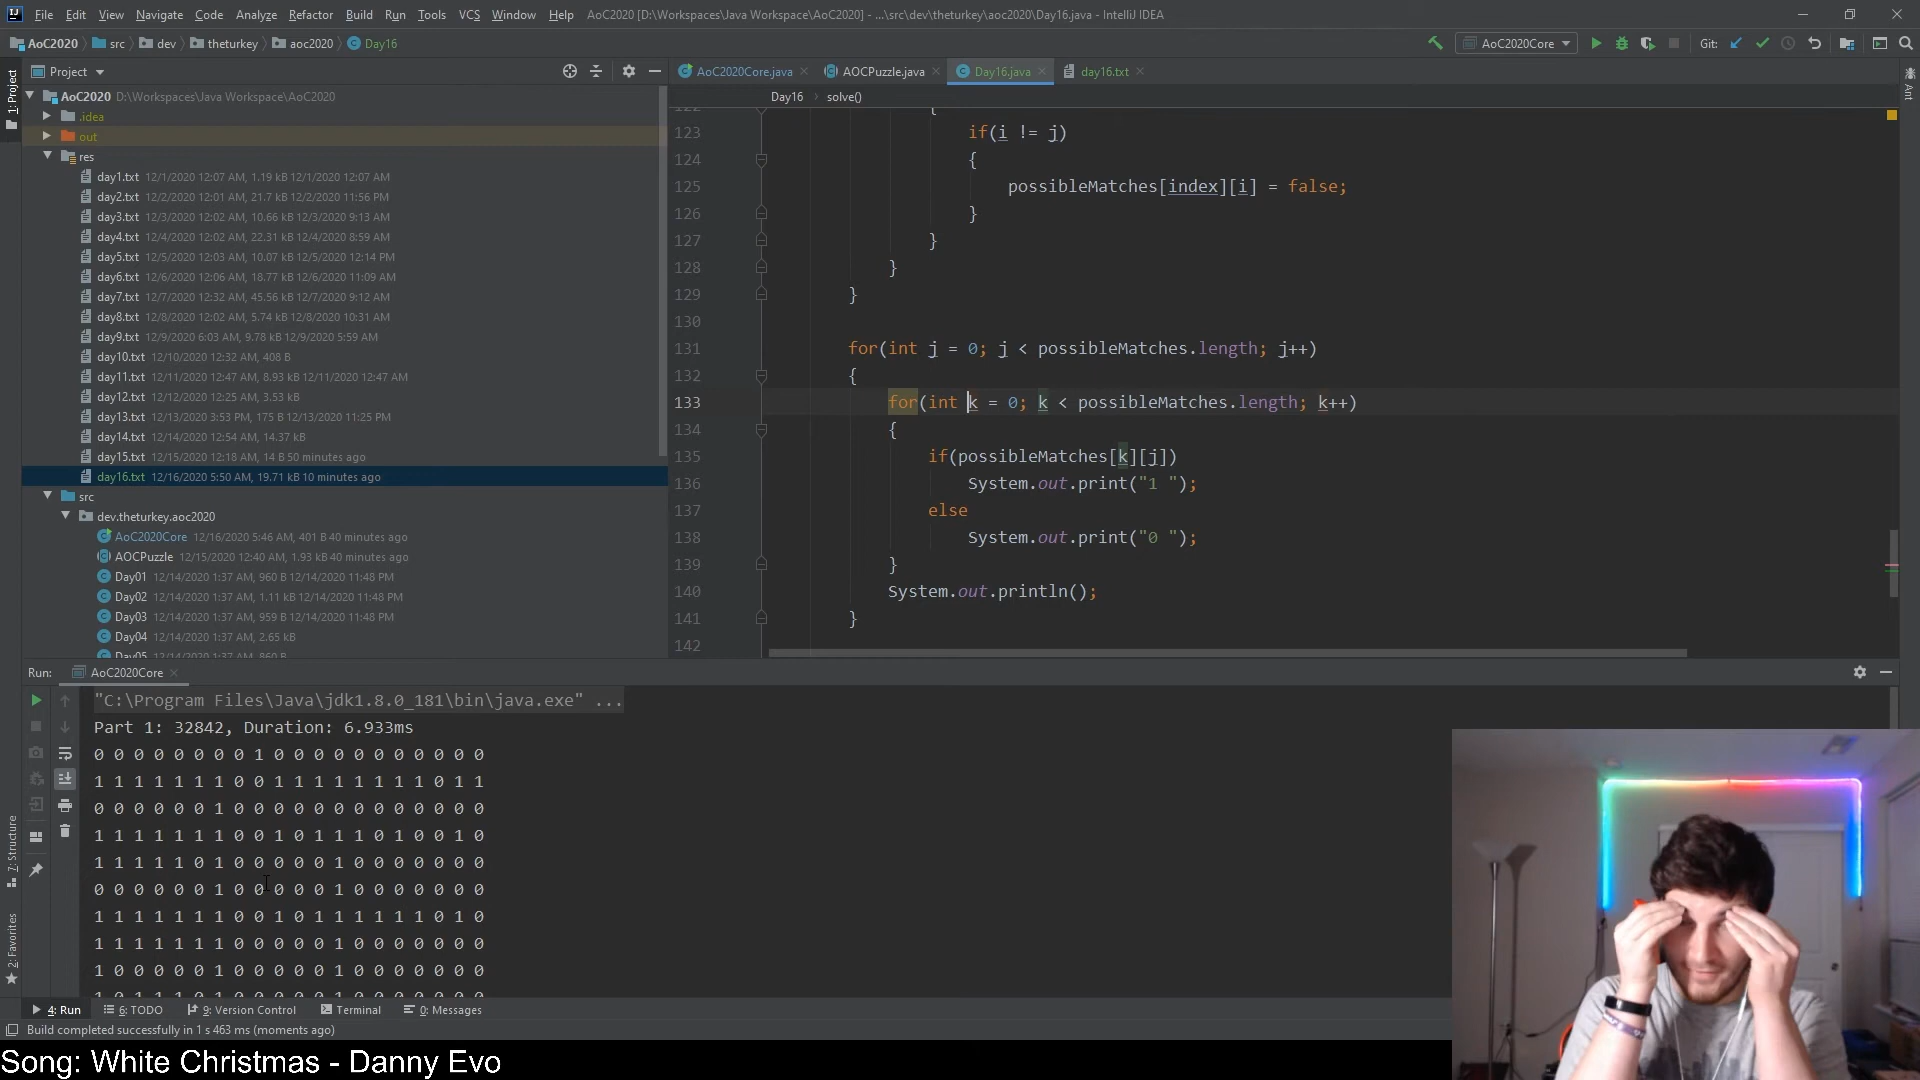 File Edit View Navigate Code Analyze Refactor Build Run Tools VCS Window Help AoC2020 [D:\Workspaces\Java Workspace\AoC2020] - ...\src\dev\theturkey\aoc2020\Day16.java - IntelliJ IDEA
AoC2020 src dev theturkey aoc2020 Day16 AoC2020Core Git:
1: Project
Project
AoC2020Core.java AOCPuzzle.java Day16.java day16.txt
Ant
Day16 solve()
AoC2020 D:\Workspaces\Java Workspace\AoC2020
.idea
out
res
day1.txt 12/1/2020 12:07 AM, 1.19 kB 12/1/2020 12:07 AM
day2.txt 12/2/2020 12:01 AM, 21.7 kB 12/2/2020 11:56 PM
day3.txt 12/3/2020 12:02 AM, 10.66 kB 12/3/2020 9:13 AM
day4.txt 12/4/2020 12:02 AM, 22.31 kB 12/4/2020 8:59 AM
day5.txt 12/5/2020 12:03 AM, 10.07 kB 12/5/2020 12:14 PM
day6.txt 12/6/2020 12:06 AM, 18.77 kB 12/6/2020 11:09 AM
day7.txt 12/7/2020 12:32 AM, 45.56 kB 12/7/2020 9:12 AM
day8.txt 12/8/2020 12:02 AM, 5.74 kB 12/8/2020 10:31 AM
day9.txt 12/9/2020 6:03 AM, 9.78 kB 12/9/2020 5:59 AM
day10.txt 12/10/2020 12:32 AM, 408 B
day11.txt 12/11/2020 12:47 AM, 8.93 kB 12/11/2020 12:47 AM
day12.txt 12/12/2020 12:25 AM, 3.53 kB
day13.txt 12/13/2020 3:53 PM, 175 B 12/13/2020 11:25 PM
day14.txt 12/14/2020 12:54 AM, 14.37 kB
day15.txt 12/15/2020 12:18 AM, 14 B 50 minutes ago
day16.txt 12/16/2020 5:50 AM, 19.71 kB 10 minutes ago
src
dev.theturkey.aoc2020
AoC2020Core 12/16/2020 5:46 AM, 401 B 40 minutes ago
AOCPuzzle 12/15/2020 12:40 AM, 1.93 kB 40 minutes ago
Day01 12/14/2020 1:37 AM, 960 B 12/14/2020 11:48 PM
Day02 12/14/2020 1:37 AM, 1.11 kB 12/14/2020 11:48 PM
Day03 12/14/2020 1:37 AM, 959 B 12/14/2020 11:48 PM
Day04 12/14/2020 1:37 AM, 2.65 kB
Day05 12/14/2020 1:37 AM, 860 B
122 {
123 if(i != j)
124 {
125 possibleMatches[index][i] = false;
126 }
127 }
128 }
129 }
130
131 for(int j = 0; j < possibleMatches.length; j++)
132 {
133 for(int k = 0; k < possibleMatches.length; k++)
134 {
135 if(possibleMatches[k][j])
136 System.out.print("1 ");
137 else
138 System.out.print("0 ");
139 }
140 System.out.println();
141 }
142
Run: AoC2020Core
"C:\Program Files\Java\jdk1.8.0_181\bin\java.exe" ...
Part 1: 32842, Duration: 6.933ms
0 0 0 0 0 0 0 0 1 0 0 0 0 0 0 0 0 0 0 0
1 1 1 1 1 1 1 0 0 1 1 1 1 1 1 1 1 0 1 1
0 0 0 0 0 0 1 0 0 0 0 0 0 0 0 0 0 0 0 0
1 1 1 1 1 1 1 0 0 1 0 1 1 1 0 1 0 0 1 0
1 1 1 1 1 0 1 0 0 0 0 0 1 0 0 0 0 0 0 0
0 0 0 0 0 0 1 0 0 0 0 0 1 0 0 0 0 0 0 0
1 1 1 1 1 1 1 0 0 1 0 1 1 1 1 1 1 0 1 0
1 1 1 1 1 1 1 0 0 0 0 0 1 0 0 0 0 0 0 0
1 0 0 0 0 0 1 0 0 0 0 0 1 0 0 0 0 0 0 0
7: Structure
2: Favorites
4: Run 6: TODO 9: Version Control Terminal 0: Messages
Build completed successfully in 1 s 463 ms (moments ago)
Song: White Christmas - Danny Evo